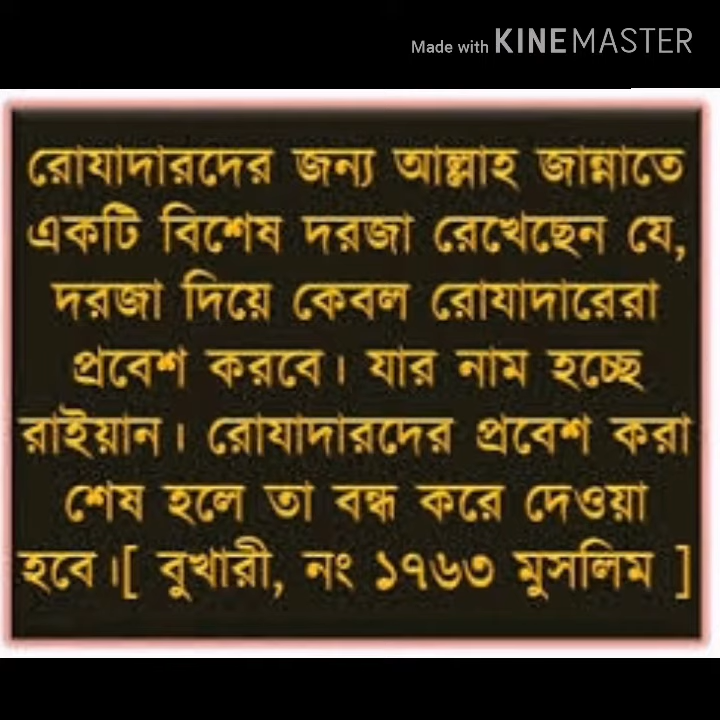 Made with KINEMASTER
রোযাদারদের জন্য আল্লাহ জান্নাতে
একটি বিশেষ দরজা রেখেছেন যে,
দরজা দিয়ে কেবল রোযাদারেরা
প্রবেশ করবে। যার নাম হচ্ছে
রাইয়ান। রোযাদারদের প্রবেশ করা
শেষ হলে তা বন্ধ করে দেওয়া
হবে।[ বুখারী, নং ১৭৬৩ মুসলিম ]